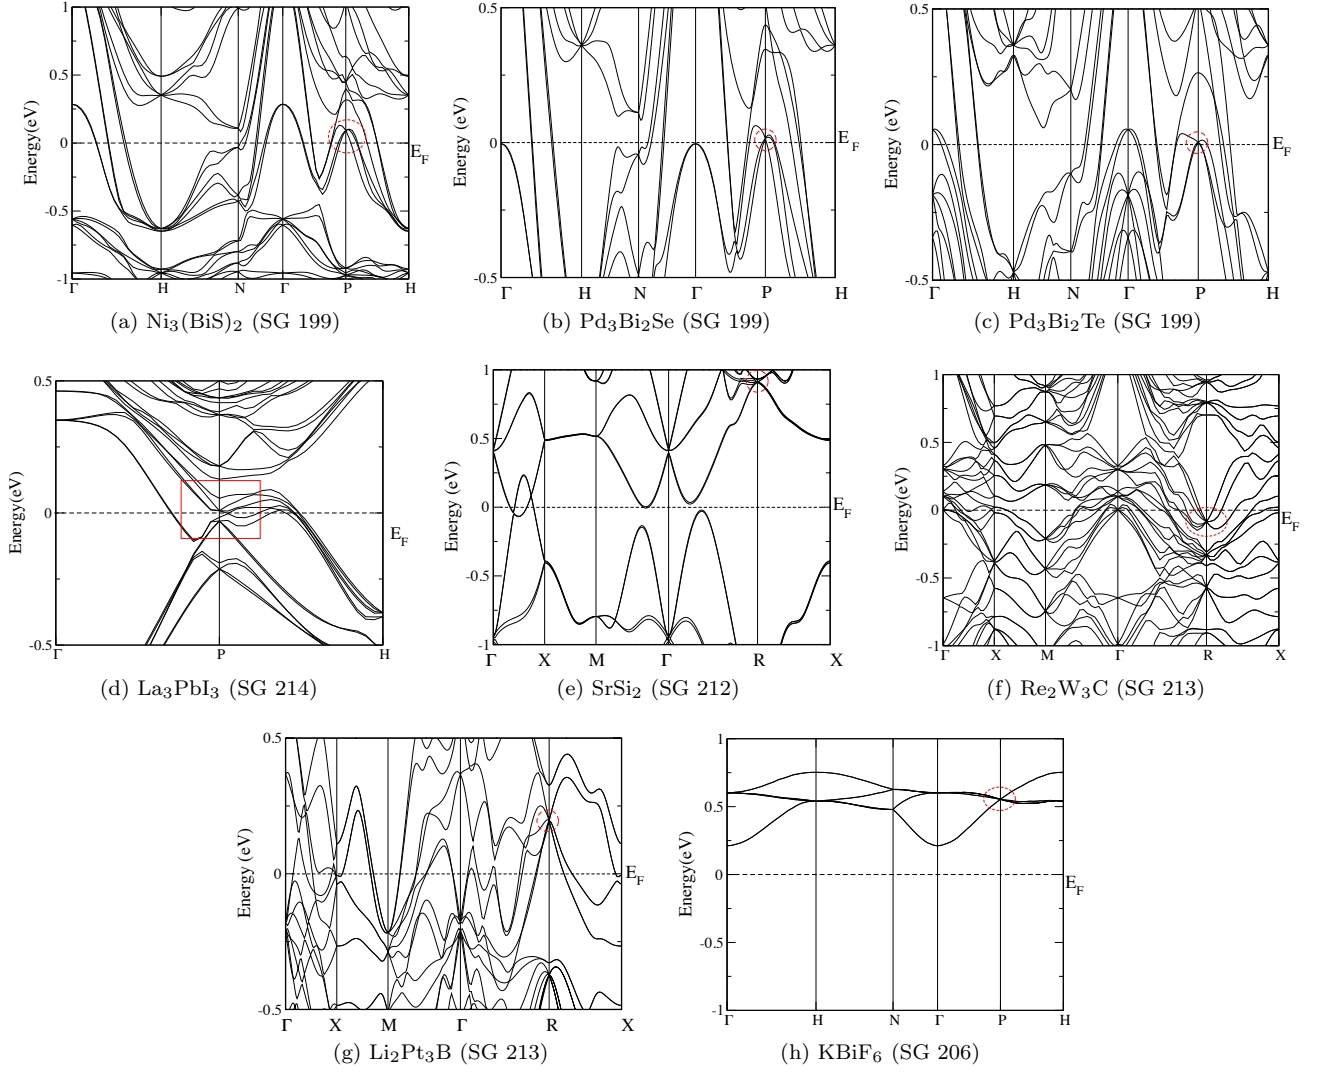 1
0.5
0
-0.5
-1
Energy(eV)
E_F
Γ H N Γ P H
(a) Ni₃(BiS)₂ (SG 199)
0.5
0
-0.5
Energy (eV)
E_F
Γ H N Γ P H
(b) Pd₃Bi₂Se (SG 199)
0.5
0
-0.5
Energy (eV)
E_F
Γ H N Γ P H
(c) Pd₃Bi₂Te (SG 199)
0.5
0
-0.5
Energy(eV)
E_F
Γ P H
(d) La₃PbI₃ (SG 214)
1
0.5
0
-0.5
-1
Energy (eV)
E_F
Γ X M Γ R X
(e) SrSi₂ (SG 212)
1
0.5
0
-0.5
-1
Energy(eV)
E_F
Γ X M Γ R X
(f) Re₂W₃C (SG 213)
0.5
0
-0.5
Energy (eV)
E_F
Γ X M Γ R X
(g) Li₂Pt₃B (SG 213)
1
0.5
0
-0.5
-1
Energy (eV)
E_F
Γ H N Γ P H
(h) KBiF₆ (SG 206)